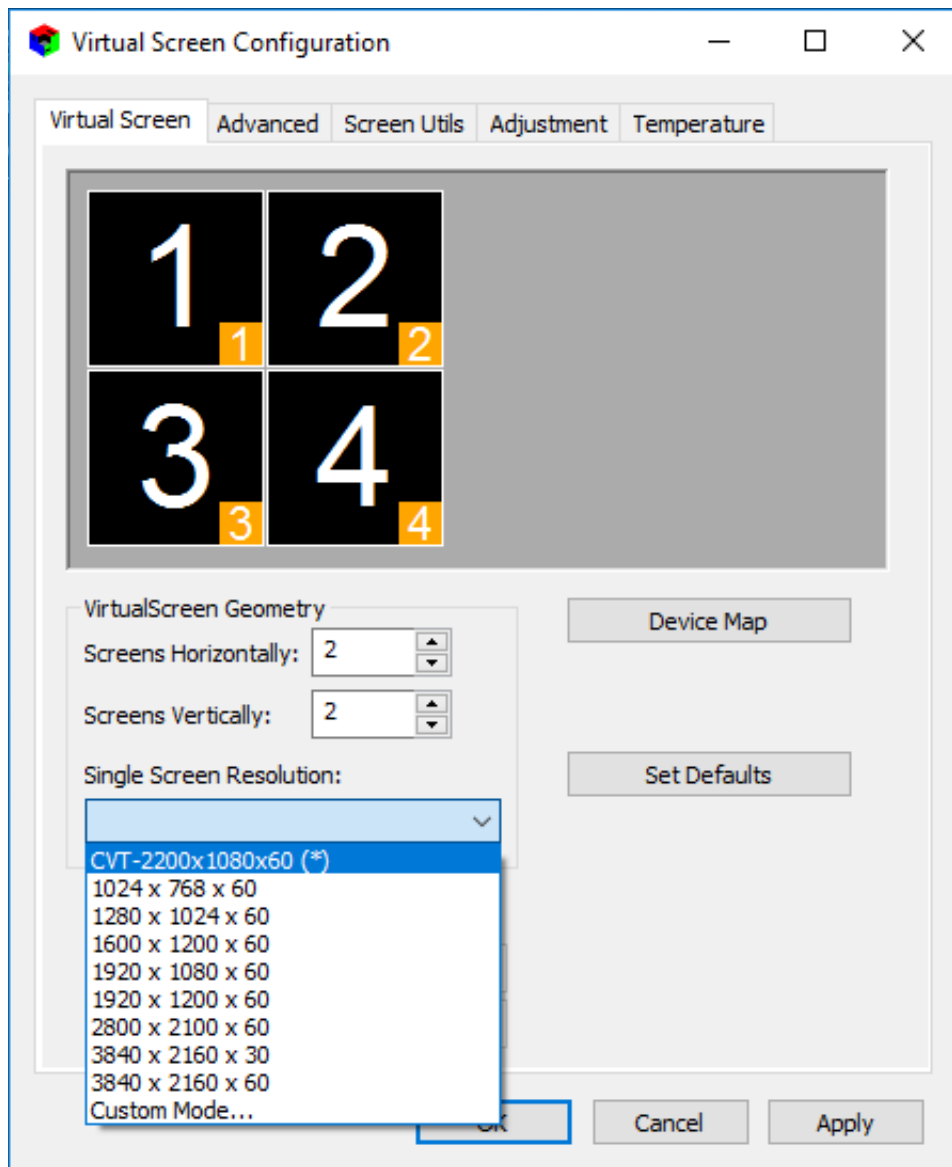 Virtual Screen Configuration
Virtual Screen Advanced Screen Utils Adjustment Temperature
1 2
1 2
3 4
3 4
VirtualScreen Geometry
Device Map
Screens Horizontally: 2
Screens Vertically: 2
Single Screen Resolution:
Set Defaults
CVT-2200x1080x60 (*)
1024 x 768 x 60
1280 x 1024 x 60
1600 x 1200 x 60
1920 x 1080 x 60
1920 x 1200 x 60
2800 x 2100 x 60
3840 x 2160 x 30
3840 x 2160 x 60
Custom Mode...
OK Cancel Apply